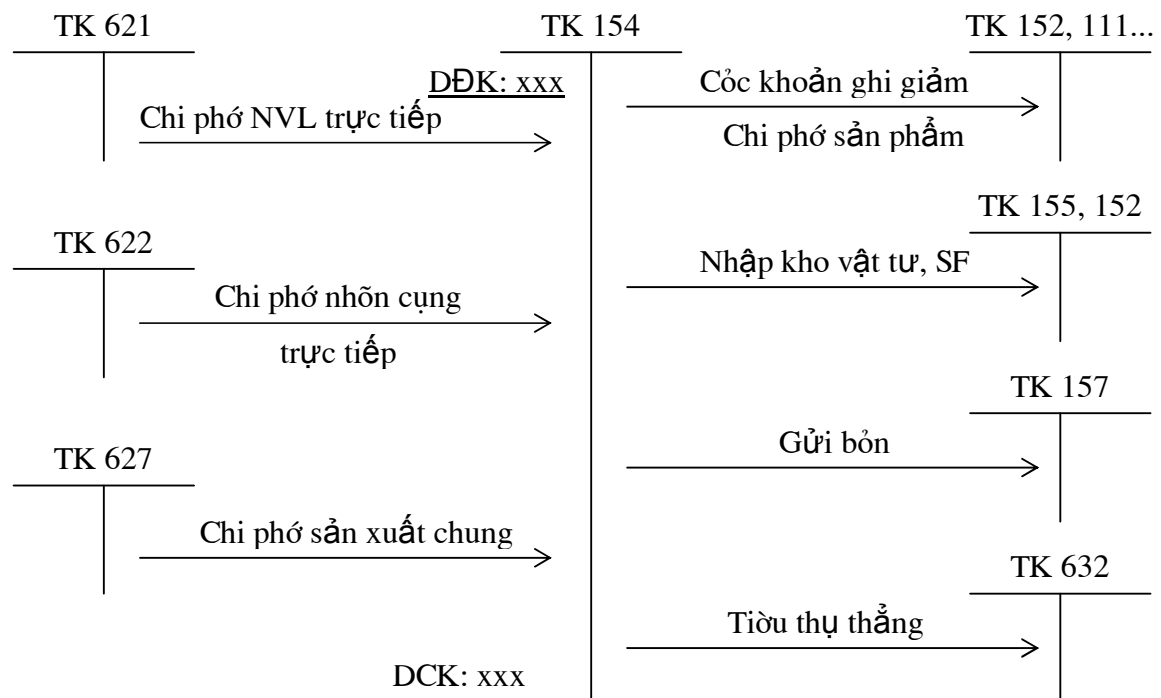 TK 621
TK 154
TK 152, 111...
DĐK: xxx
Cỏc khoản ghi giảm
Chi phớ NVL trực tiếp
Chi phớ sản phẩm
TK 155, 152
TK 622
Nhập kho vật tư, SF
Chi phớ nhõn cụng
trực tiếp
TK 157
Gửi bỏn
TK 627
Chi phớ sản xuất chung
TK 632
Tiờu thụ thẳng
DCK: xxx